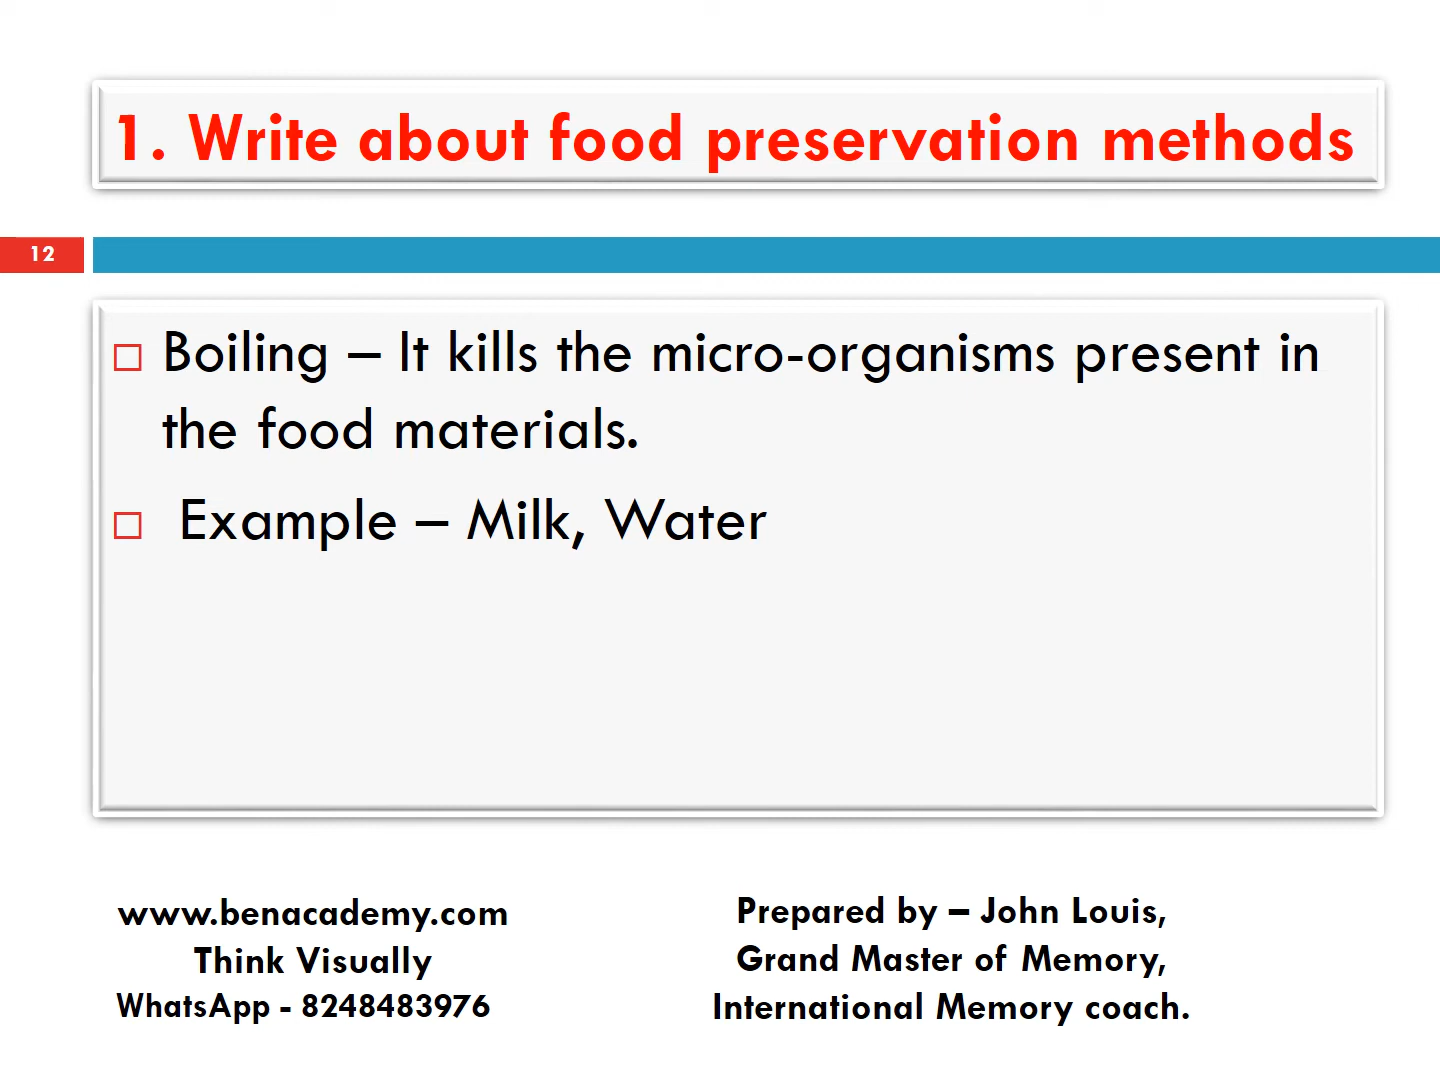 1. Write about food preservation methods
12
Boiling – It kills the micro-organisms present in
the food materials.
Example – Milk, Water
www.benacademy.com
Think Visually
WhatsApp - 8248483976
Prepared by – John Louis,
Grand Master of Memory,
International Memory coach.